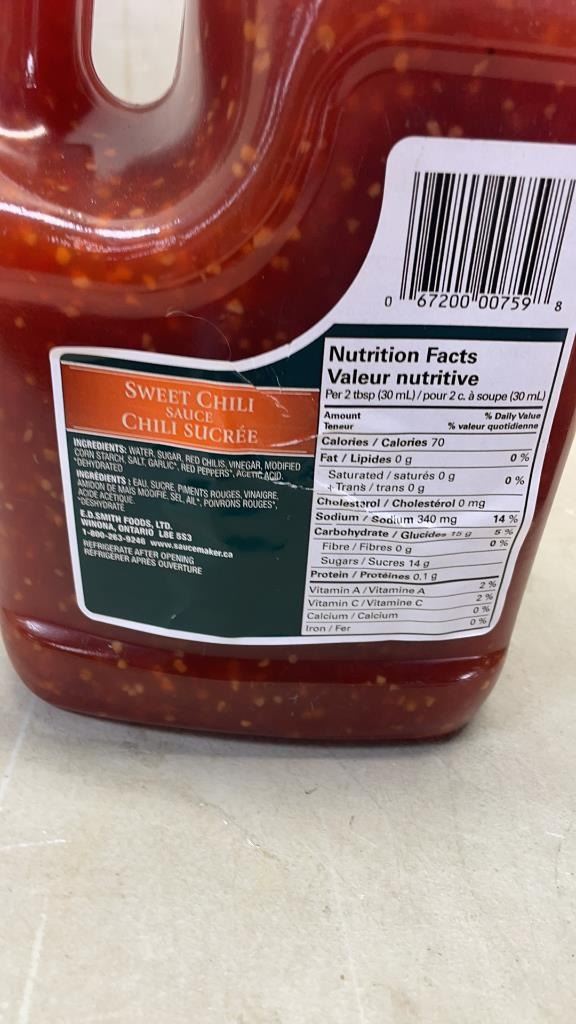 0 67200 00759 8
Nutrition Facts
Valeur nutritive
Per 2 tbsp (30 mL) / pour 2 c. à soupe (30 mL)
Amount % Daily Value
Teneur % valeur quotidienne
Calories / Calories 70
Fat / Lipides 0 g 0 %
Saturated / saturés 0 g
+ Trans / trans 0 g 0 %
Cholesterol / Cholestérol 0 mg
Sodium / Sodium 340 mg 14 %
Carbohydrate / Glucides 15 g 5 %
Fibre / Fibres 0 g 0 %
Sugars / Sucres 14 g
Protein / Protéines 0.1 g
Vitamin A / Vitamine A 2 %
Vitamin C / Vitamine C 2 %
Calcium / Calcium 0 %
Iron / Fer 0 %
SWEET CHILI
SAUCE
CHILI SUCRÉE
INGREDIENTS: WATER, SUGAR, RED CHILIS, VINEGAR, MODIFIED
CORN STARCH, SALT, GARLIC*, RED PEPPERS*, ACETIC ACID.
*DEHYDRATED
INGRÉDIENTS : EAU, SUCRE, PIMENTS ROUGES, VINAIGRE,
AMIDON DE MAÏS MODIFIÉ, SEL, AIL*, POIVRONS ROUGES*,
ACIDE ACÉTIQUE.
*DÉSHYDRATÉ
E.D.SMITH FOODS, LTD.
WINONA, ONTARIO L8E 5S3
1-800-263-9246 www.saucemaker.ca
REFRIGERATE AFTER OPENING
RÉFRIGÉRER APRÈS OUVERTURE